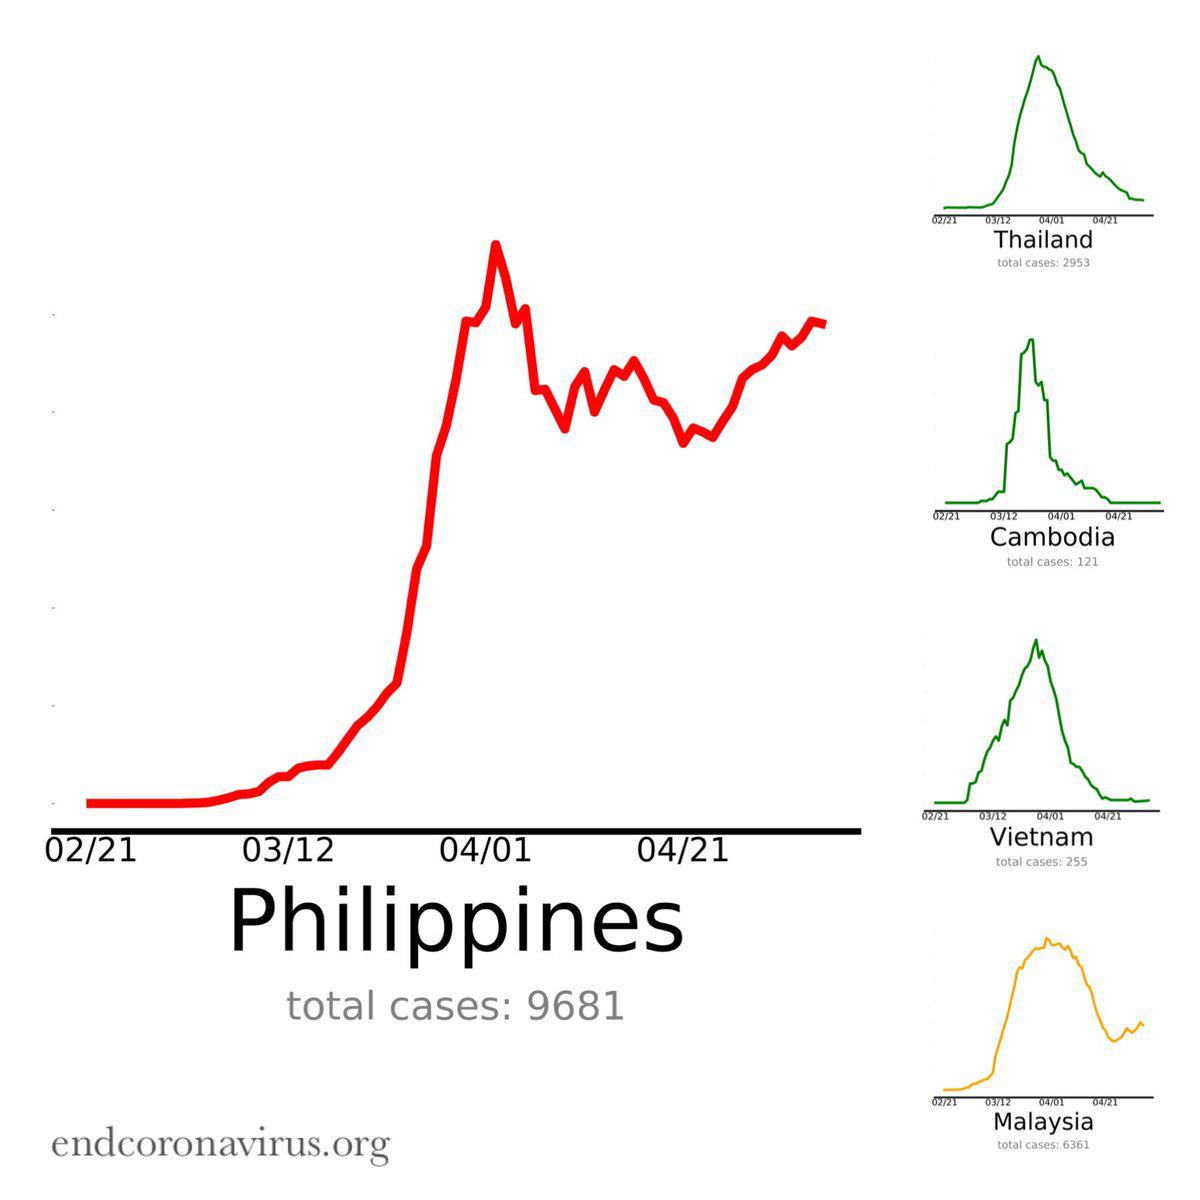 02/21 03/12 04/01 04/21
Philippines
total cases: 9681
endcoronavirus.org
02/21 03/12 04/01 04/21
Thailand
total cases: 2953
02/21 03/12 04/01 04/21
Cambodia
total cases: 121
02/21 03/12 04/01 04/21
Vietnam
total cases: 255
02/21 03/12 04/01 04/21
Malaysia
total cases: 6361